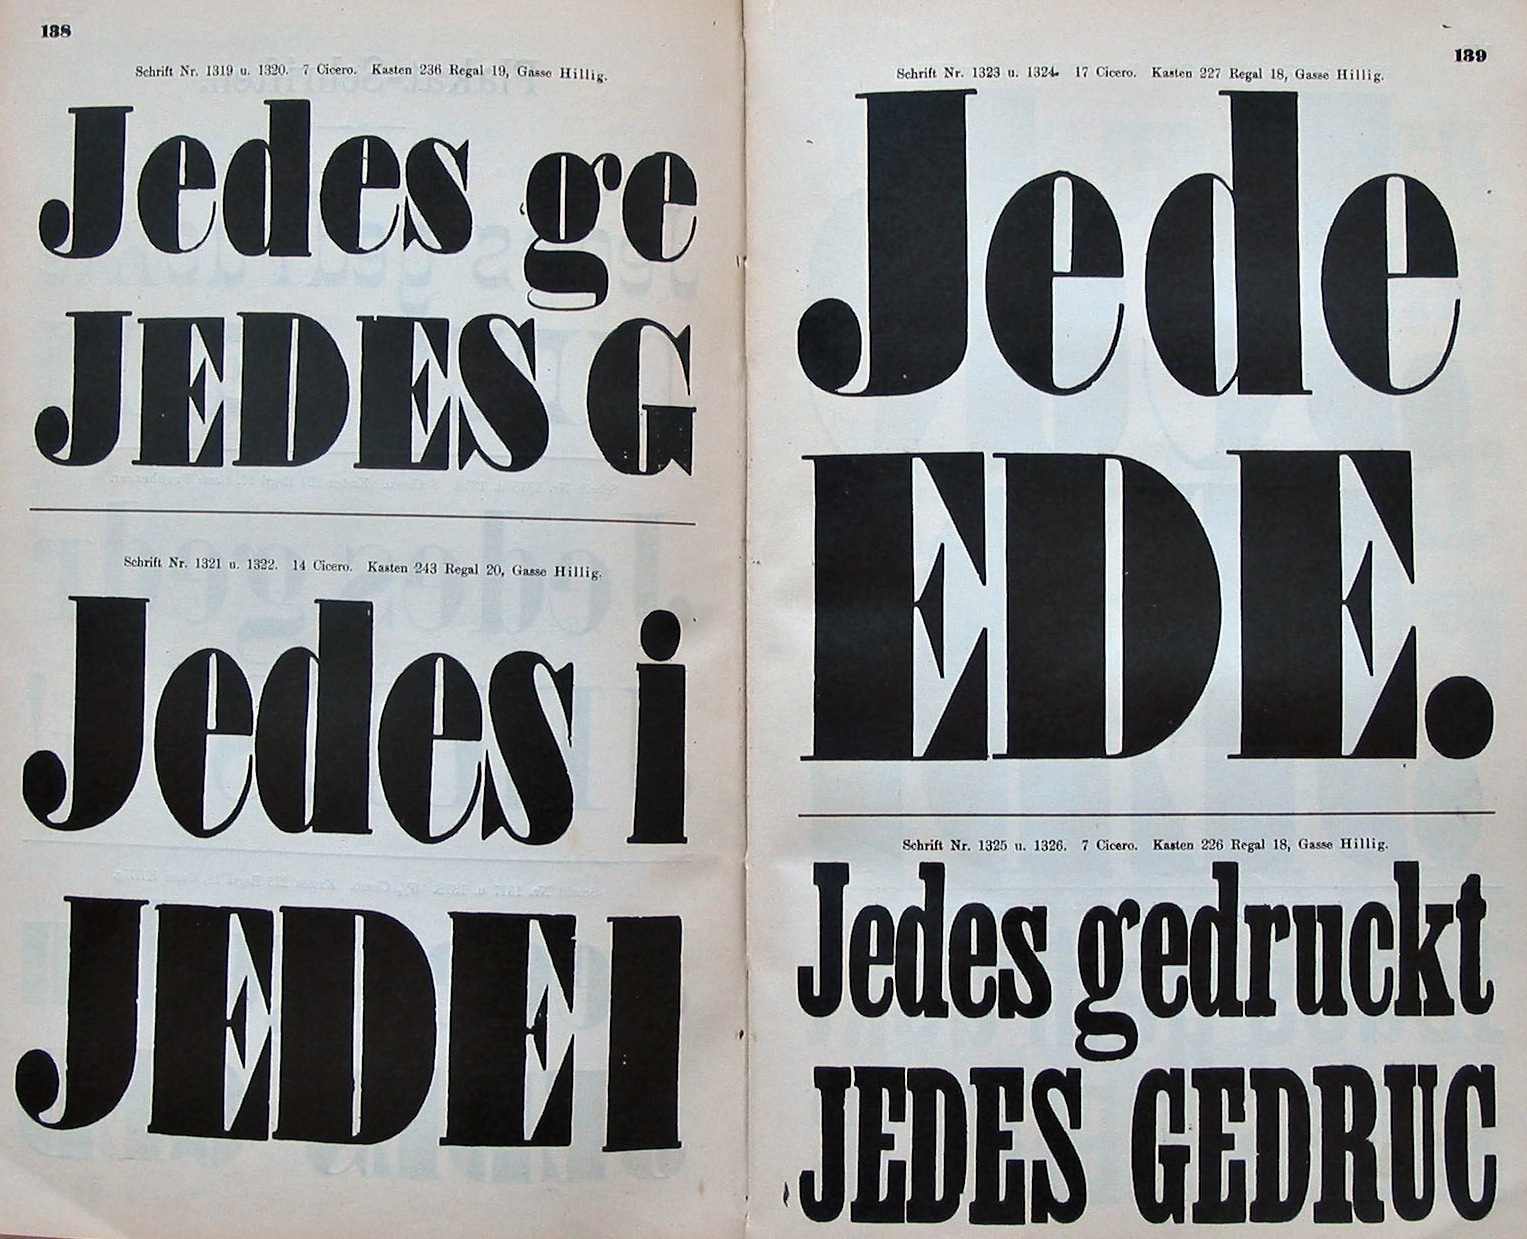 138
Schrift Nr. 1319 u. 1320. 7 Cicero. Kasten 236 Regal 19, Gasse Hillig.
Jedes ge
JEDES G
Schrift Nr. 1321 u. 1322. 14 Cicero. Kasten 243 Regal 20, Gasse Hillig.
Jedes i
JEDE I
139
Schrift Nr. 1323 u. 1324. 17 Cicero. Kasten 227 Regal 18, Gasse Hillig.
Jede
EDE.
Schrift Nr. 1325 u. 1326. 7 Cicero. Kasten 226 Regal 18, Gasse Hillig.
Jedes gedruckt
JEDES GEDRUC